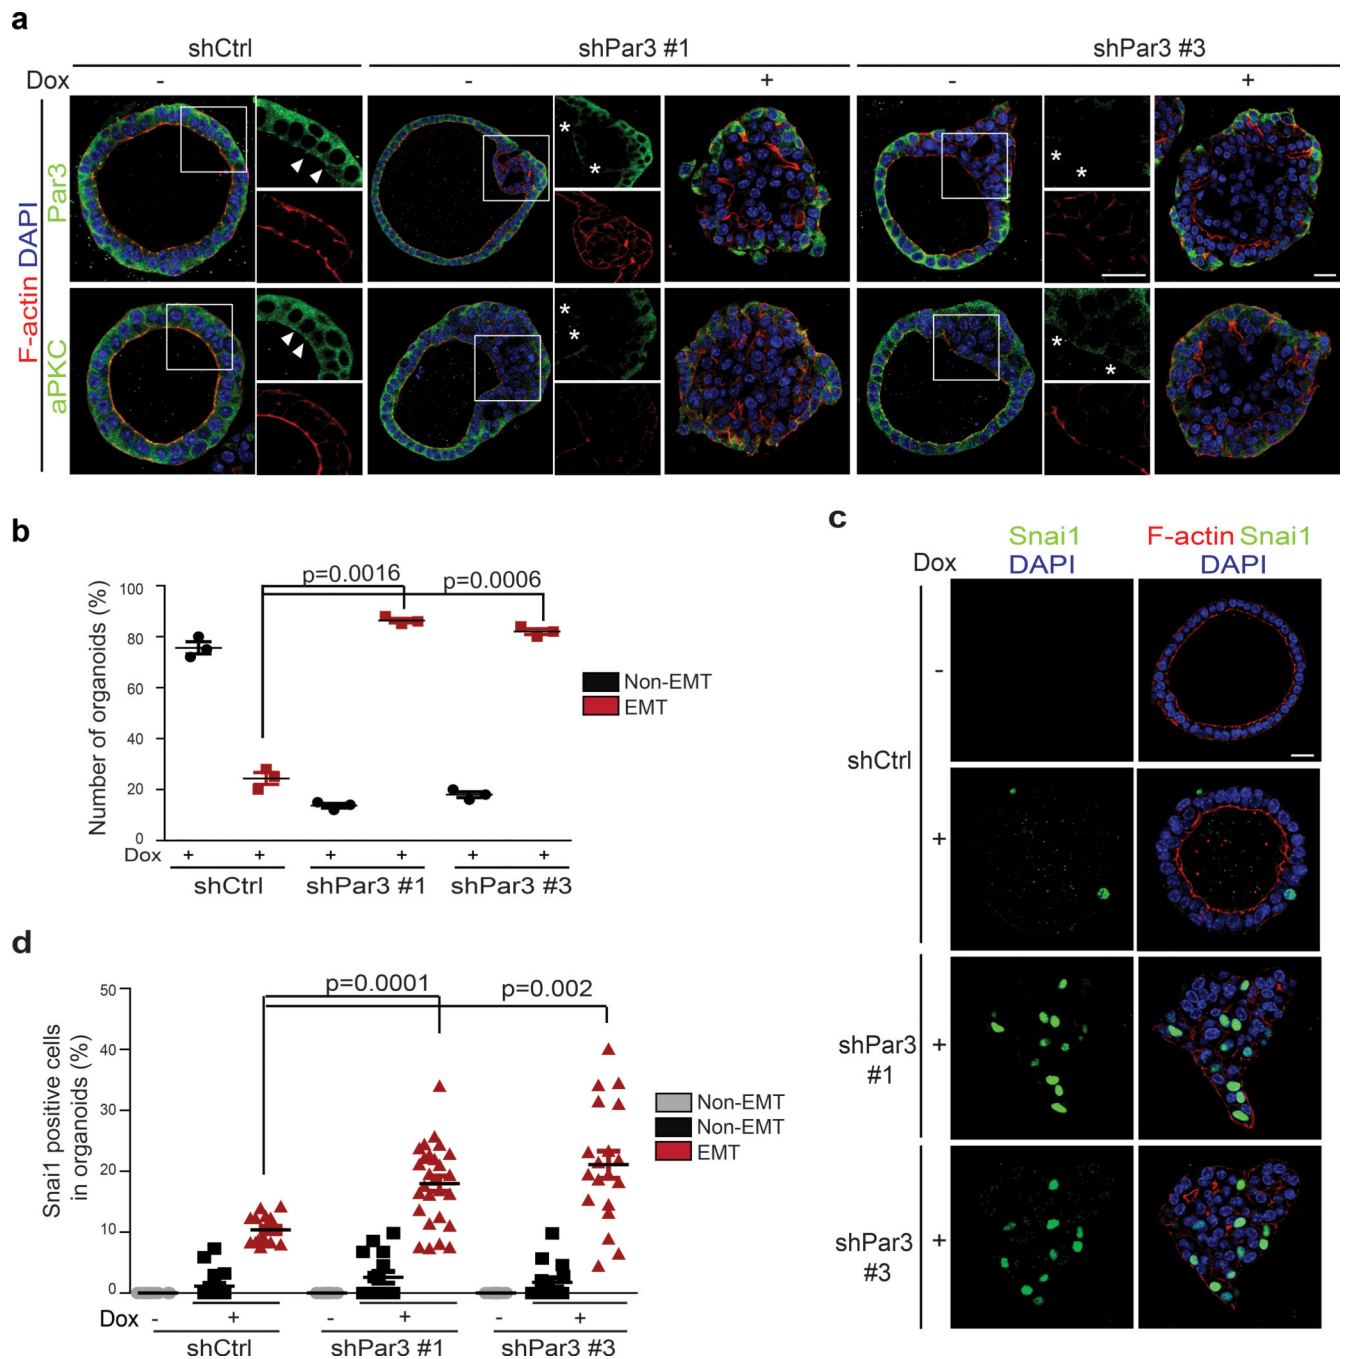 a
shCtrl
shPar3 #1
shPar3 #3
Dox - - + - +
F-actin DAPI
Par3
aPKC
* * * *
* * * *
b
Number of organoids (%)
100
80
60
40
20
0
p=0.0016
p=0.0006
Non-EMT
EMT
Dox + + + + + +
shCtrl shPar3 #1 shPar3 #3
c
Snai1
DAPI
F-actin Snai1
DAPI
Dox
-
shCtrl
+
shPar3
#1
+
shPar3
#3
+
d
Snai1 positive cells
in organoids (%)
50
40
30
20
10
0
p=0.0001
p=0.002
Non-EMT
Non-EMT
EMT
Dox - + - + - +
shCtrl shPar3 #1 shPar3 #3